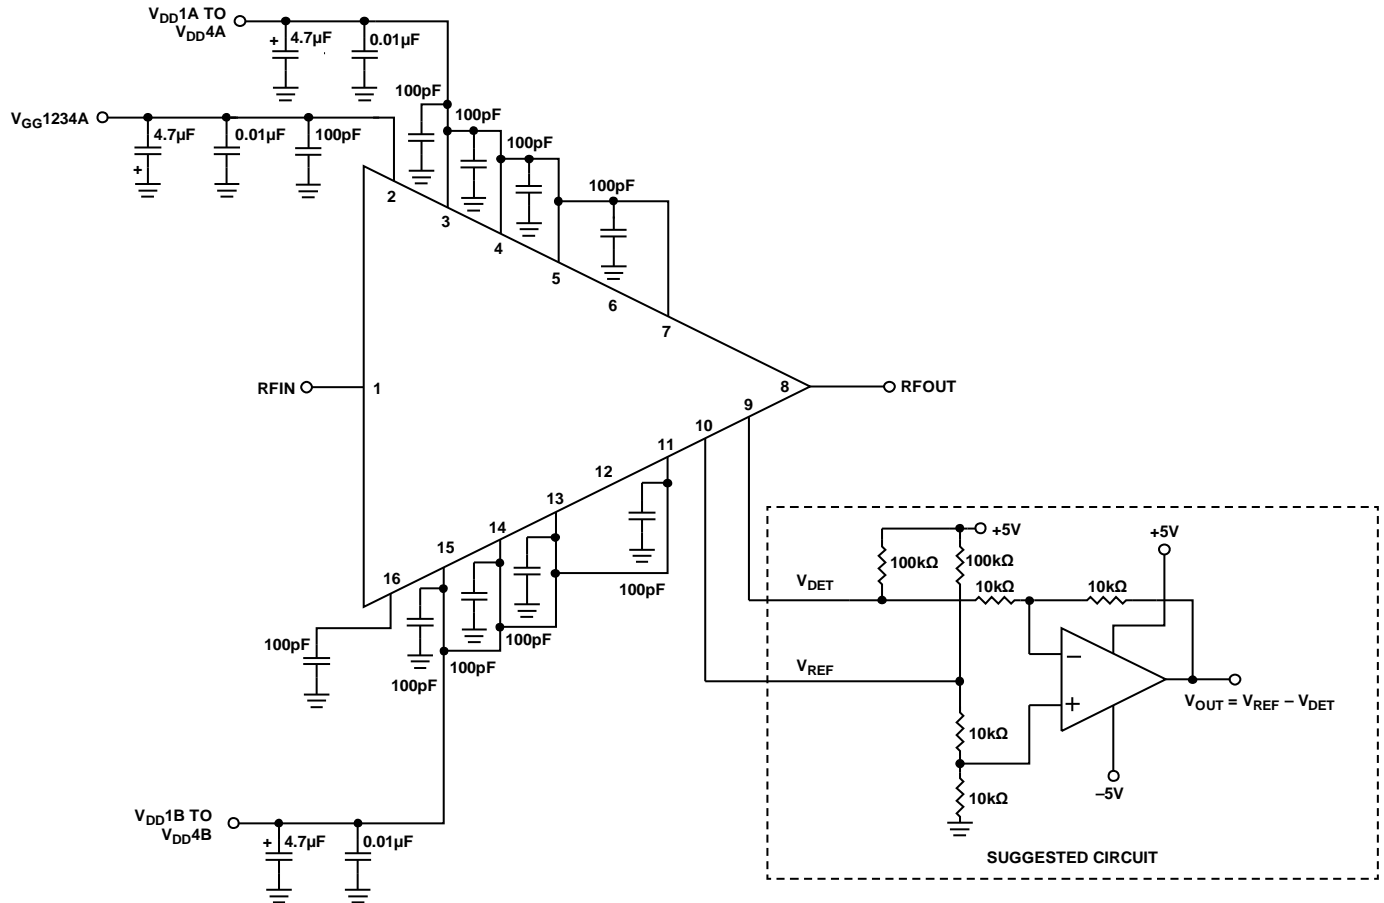 VDD1A TO
VDD4A
+ 4.7µF 0.01µF
100pF
VGG1234A
4.7µF 0.01µF 100pF
+
100pF
100pF
100pF
2
3
4
5
6
7
RFIN 1
8 RFOUT
9
10
11
12
13
14
15
16
100pF
100pF
100pF
100pF
100pF
+5V
+5V
100kΩ 100kΩ
VDET 10kΩ 10kΩ
VREF
−
+
VOUT = VREF − VDET
10kΩ
10kΩ
−5V
SUGGESTED CIRCUIT
VDD1B TO
VDD4B
+ 4.7µF 0.01µF